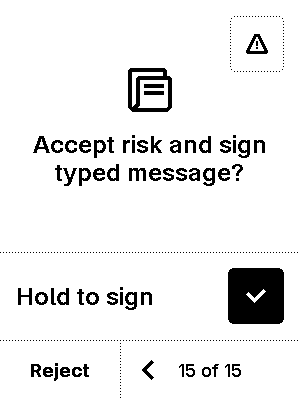 Accept risk and sign
typed message?
Hold to sign
Reject
15 of 15